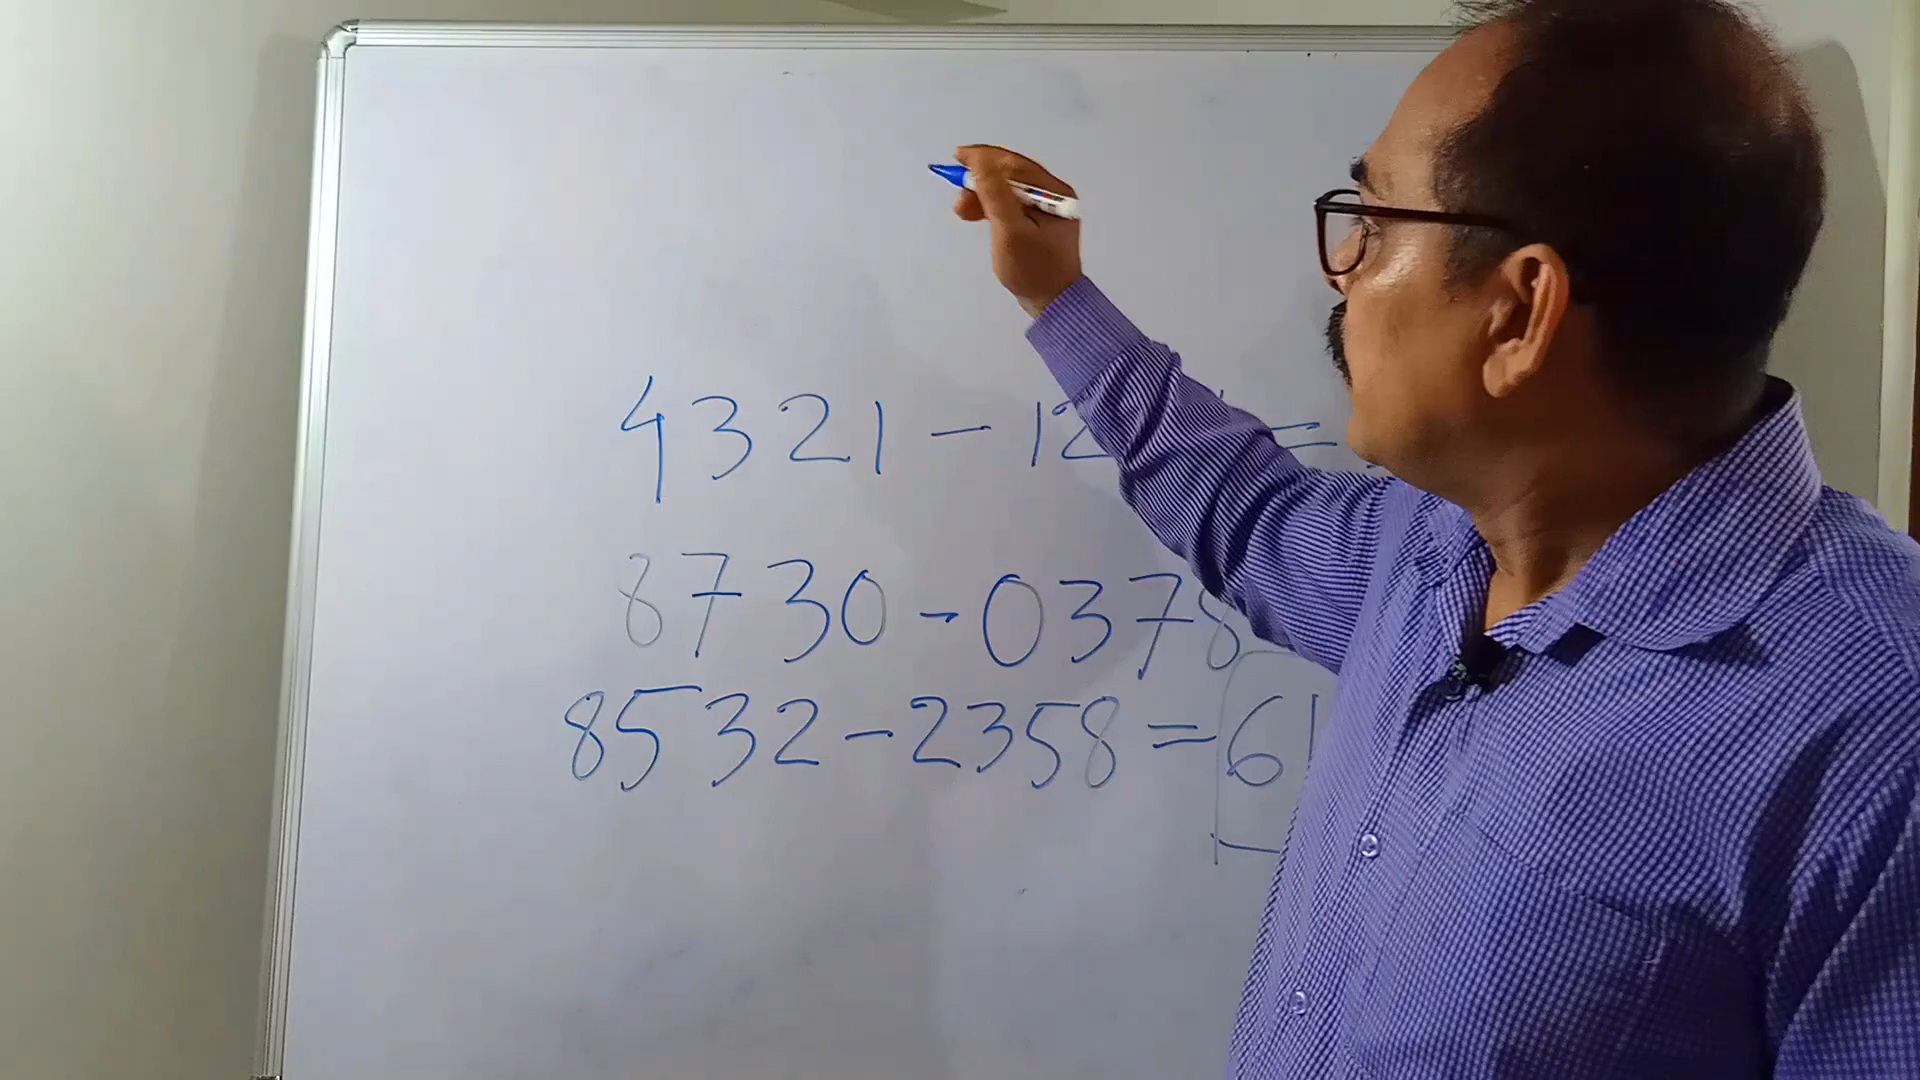 4321 - 12 =
8730 - 0378
8532 - 2358 = 61